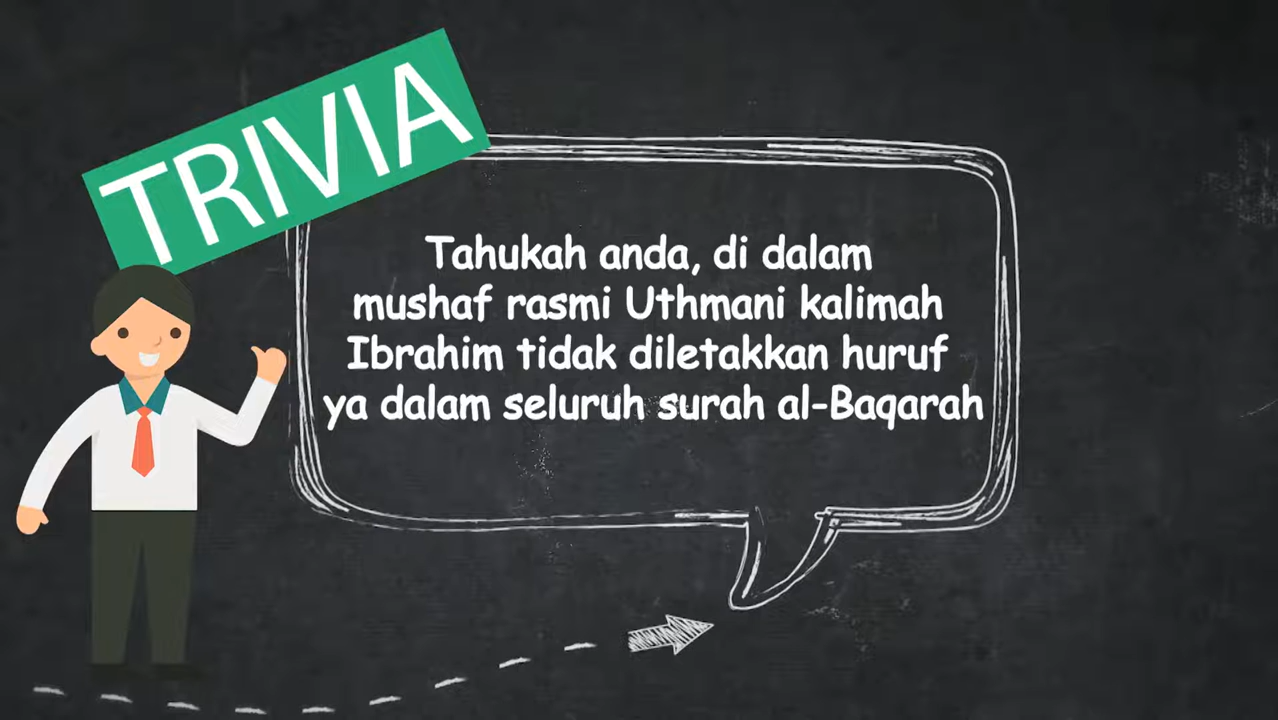 TRIVIA
Tahukah anda, di dalam
mushaf rasmi Uthmani kalimah
Ibrahim tidak diletakkan huruf
ya dalam seluruh surah al-Baqarah